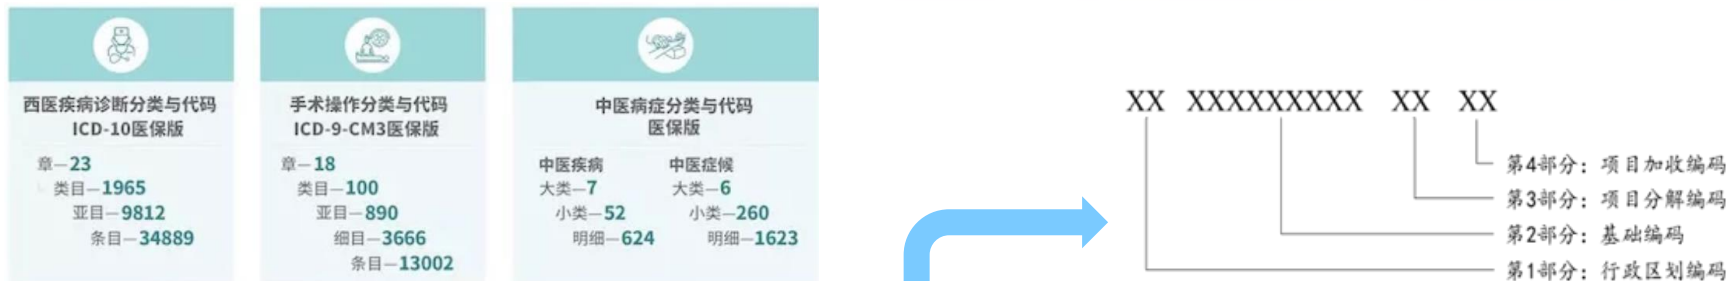 西医疾病诊断分类与代码
ICD-10医保版
章—23
类目—1965
亚目—9812
条目—34889
手术操作分类与代码
ICD-9-CM3医保版
章—18
类目—100
亚目—890
细目—3666
条目—13002
中医病症分类与代码
医保版
中医疾病
大类—7
小类—52
明细—624
中医症候
大类—6
小类—260
明细—1623
XX XXXXXXXXX XX XX
第4部分：项目加收编码
第3部分：项目分解编码
第2部分：基础编码
第1部分：行政区划编码